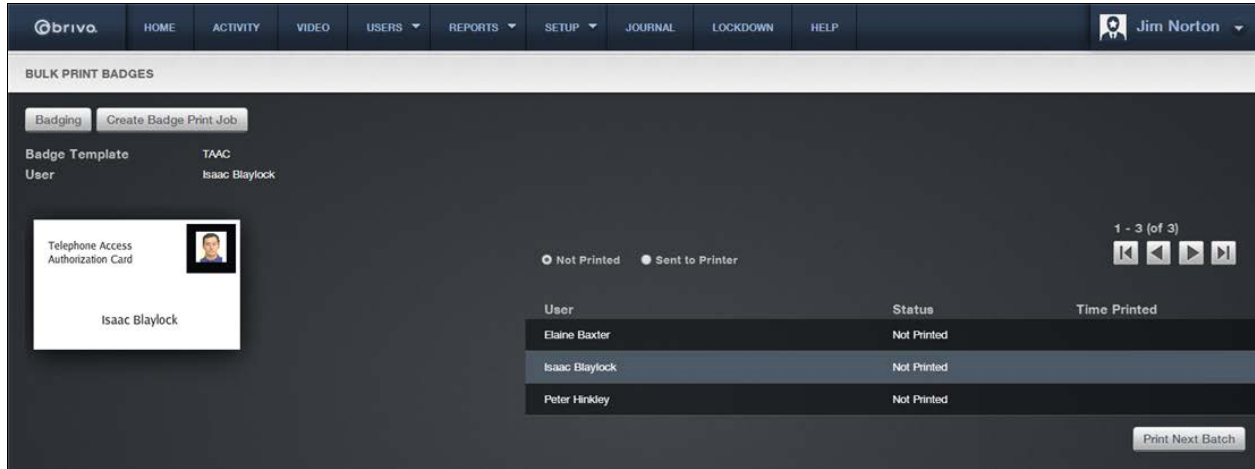 brivo.
HOME ACTIVITY VIDEO USERS REPORTS SETUP JOURNAL LOCKDOWN HELP Jim Norton
BULK PRINT BADGES
Badging Create Badge Print Job
Badge Template TAAC
User Isaac Blaylock
Telephone Access
Authorization Card
Isaac Blaylock
1 - 3 (of 3)
Not Printed Sent to Printer
User Status Time Printed
Elaine Baxter Not Printed
Isaac Blaylock Not Printed
Peter Hinkley Not Printed
Print Next Batch